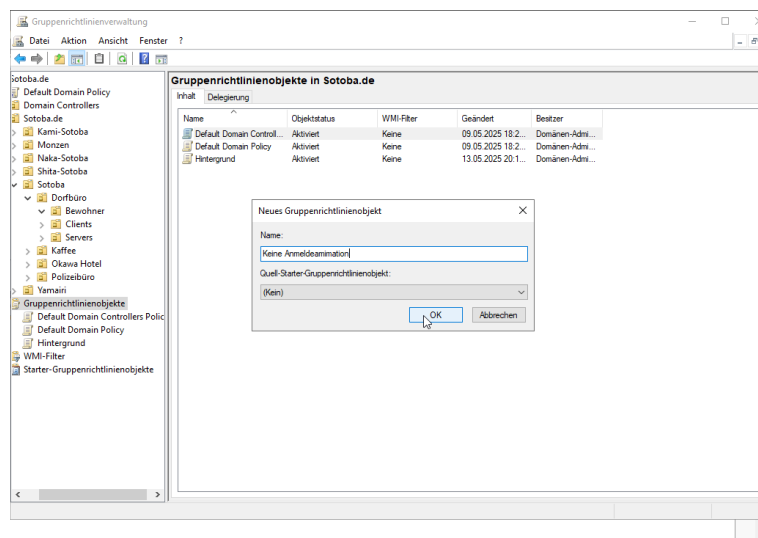 Gruppenrichtlinienverwaltung
Datei Aktion Ansicht Fenster ?
Sotoba.de
Default Domain Policy
Domain Controllers
Sotoba.de
Kami-Sotoba
Monzen
Naka-Sotoba
Shita-Sotoba
Sotoba
Dorfbüro
Bewohner
Clients
Servers
Kaffee
Okawa Hotel
Polizeibüro
Yamairi
Gruppenrichtlinienobjekte
Default Domain Controllers Polic
Default Domain Policy
Hintergrund
WMI-Filter
Starter-Gruppenrichtlinienobjekte
Gruppenrichtlinienobjekte in Sotoba.de
Inhalt Delegierung
Name Objektstatus WMI-Filter Geändert Besitzer
Default Domain Controll... Aktiviert Keine 09.05.2025 18:2... Domänen-Admi...
Default Domain Policy Aktiviert Keine 09.05.2025 18:2... Domänen-Admi...
Hintergrund Aktiviert Keine 13.05.2025 20:1... Domänen-Admi...
Neues Gruppenrichtlinienobjekt
Name:
Keine Anmeldeamimation
Quell-Starter-Gruppenrichtlinienobjekt:
(Kein)
OK Abbrechen